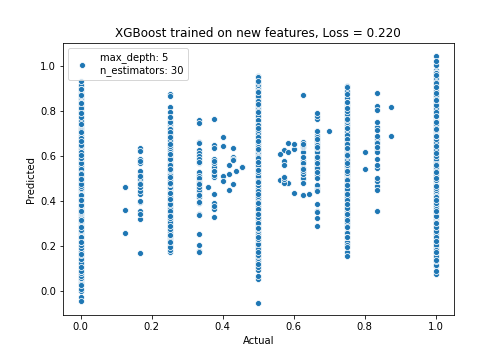 XGBoost trained on new features, Loss = 0.220
max_depth: 5
n_estimators: 30
1.0
0.8
0.6
0.4
0.2
0.0
Predicted
0.0 0.2 0.4 0.6 0.8 1.0
Actual